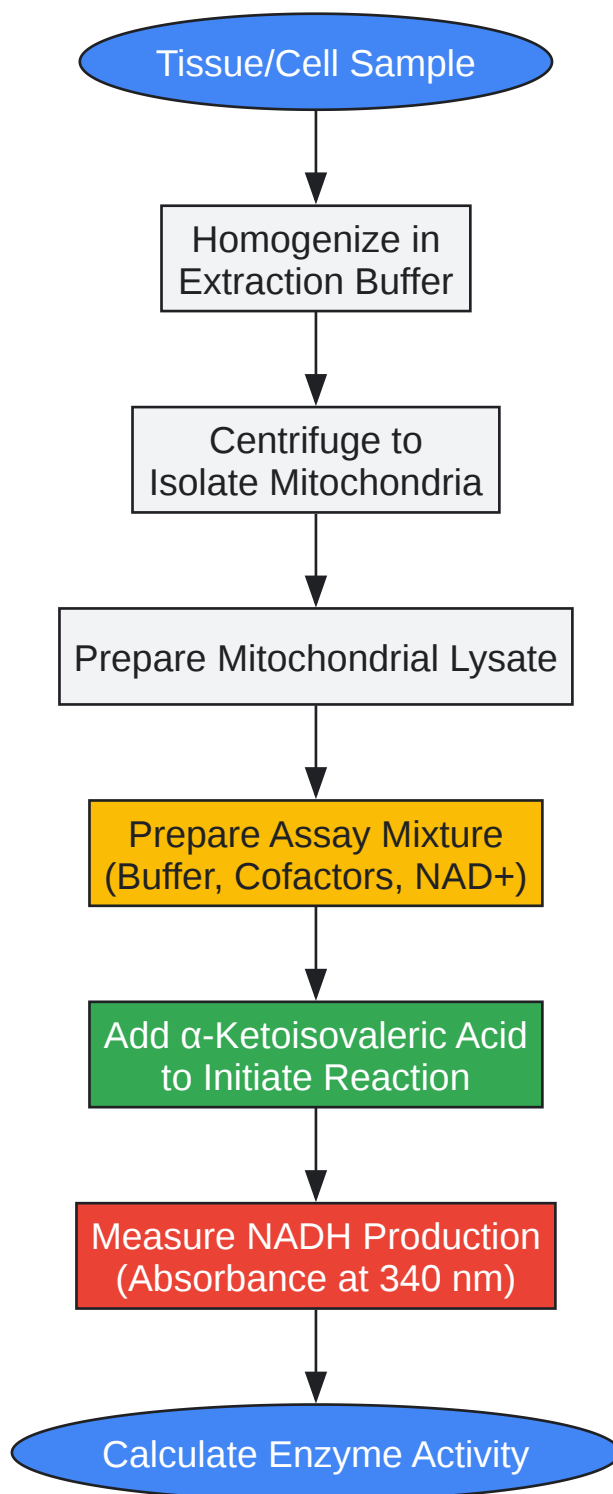 Tissue/Cell Sample
Homogenize in
Extraction Buffer
Centrifuge to
Isolate Mitochondria
Prepare Mitochondrial Lysate
Prepare Assay Mixture
(Buffer, Cofactors, NAD+)
Add α-Ketoisovaleric Acid
to Initiate Reaction
Measure NADH Production
(Absorbance at 340 nm)
Calculate Enzyme Activity